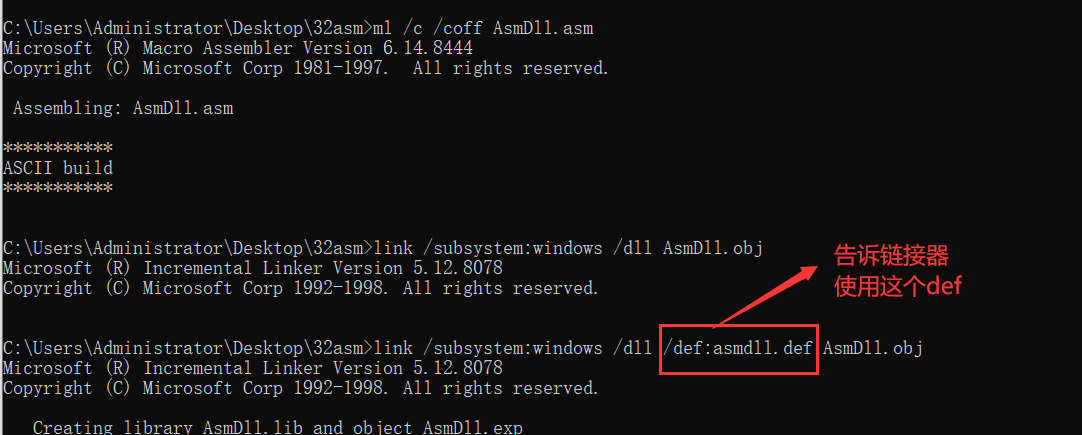 C:\Users\Administrator\Desktop\32asm>ml /c /coff AsmDll.asm
Microsoft (R) Macro Assembler Version 6.14.8444
Copyright (C) Microsoft Corp 1981-1997.  All rights reserved.
Assembling: AsmDll.asm
***********
ASCII build
***********
C:\Users\Administrator\Desktop\32asm>link /subsystem:windows /dll AsmDll.obj
Microsoft (R) Incremental Linker Version 5.12.8078
Copyright (C) Microsoft Corp 1992-1998. All rights reserved.
告诉链接器
使用这个def
C:\Users\Administrator\Desktop\32asm>link /subsystem:windows /dll /def:asmdll.def AsmDll.obj
Microsoft (R) Incremental Linker Version 5.12.8078
Copyright (C) Microsoft Corp 1992-1998. All rights reserved.
Creating library AsmDll.lib and object AsmDll.exp